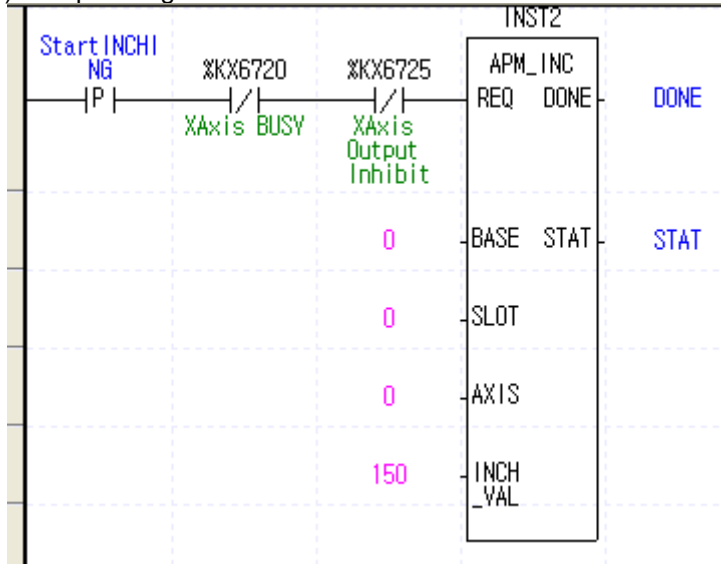 INST2
StartINCHI
NG
%KX6720
%KX6725
APM_INC
P
/
/
REQ DONE
DONE
XAxis BUSY
XAxis
Output
Inhibit
0
BASE STAT
STAT
0
SLOT
0
AXIS
150
INCH
_VAL